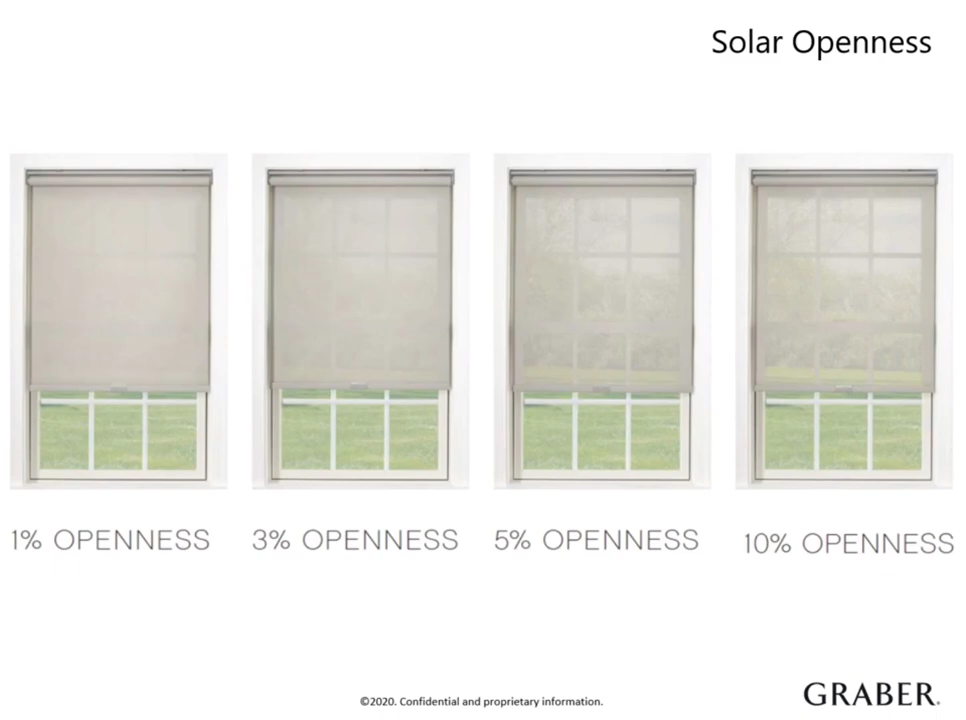 Solar Openness
1% OPENNESS
3% OPENNESS
5% OPENNESS
10% OPENNESS
©2020. Confidential and proprietary information.
GRABER.